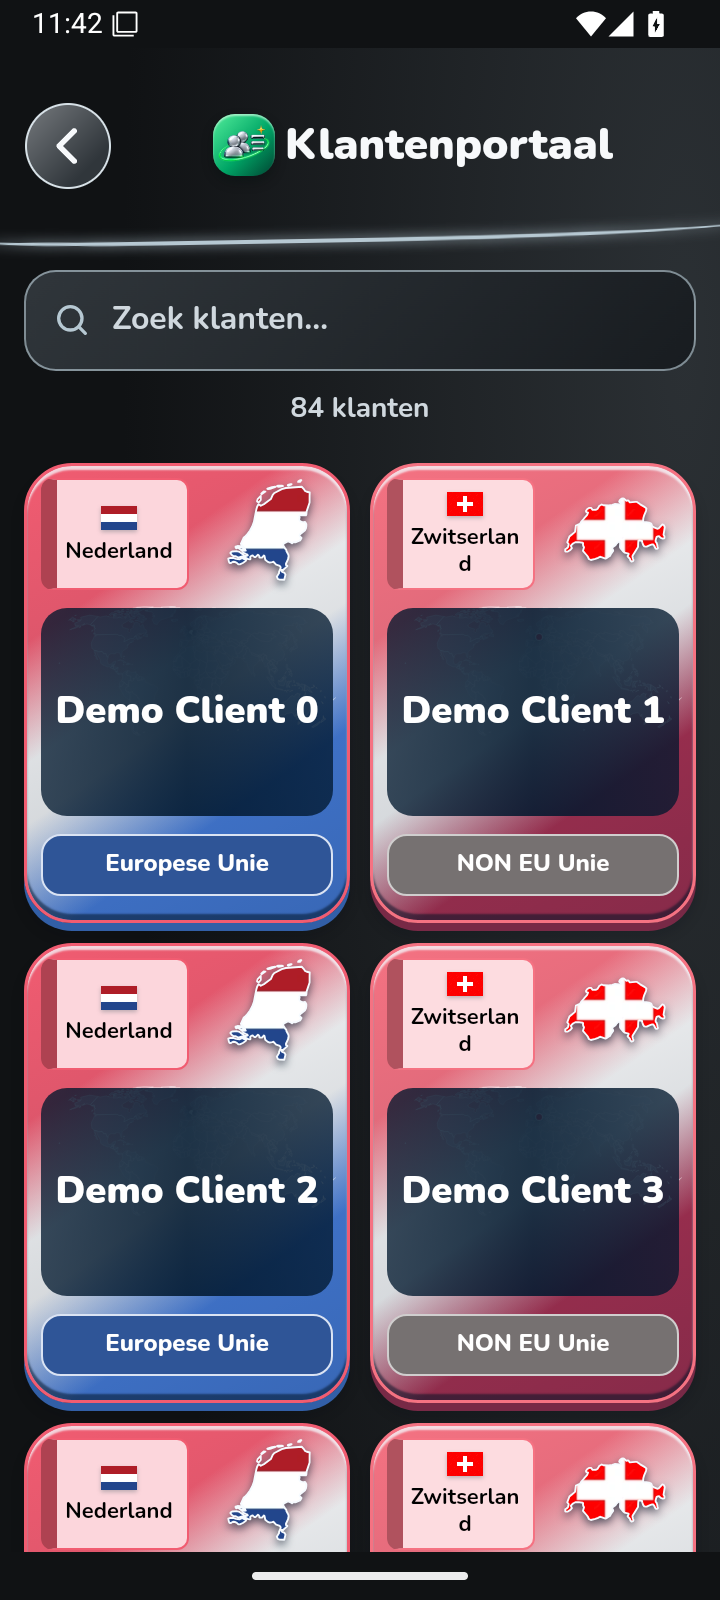 11:42
Klantenportaal
Zoek klanten...
84 klanten
Nederland
Zwitserlan
d
Demo Client 0
Demo Client 1
Europese Unie
NON EU Unie
Nederland
Zwitserlan
d
Demo Client 2
Demo Client 3
Europese Unie
NON EU Unie
Nederland
Zwitserlan
d